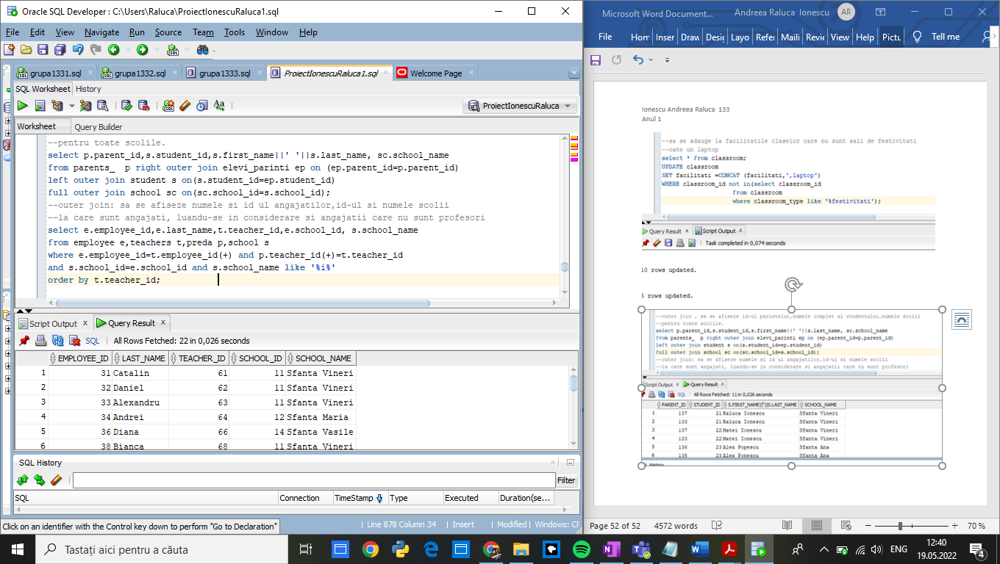 Oracle SQL Developer : C:\Users\Raluca\ProiectIonescuRaluca1.sql
File Edit View Navigate Run Source Team Tools Window Help
grupa1331.sql grupa1332.sql grupa1333.sql ProiectIonescuRaluca1.sql Welcome Page
SQL Worksheet History
ProiectIonescuRaluca
Worksheet Query Builder
--pentru toate scolile.
select p.parent_id,s.student_id,s.first_name||' '||s.last_name, sc.school_name
from parents_  p right outer join elevi_parinti ep on (ep.parent_id=p.parent_id)
left outer join student s on(s.student_id=ep.student_id)
full outer join school sc on(sc.school_id=s.school_id);
--outer join: sa se afiseze numele si id ul angajatilor,id-ul si numele scolii
--la care sunt angajati, luandu-se in considerare si angajatii care nu sunt profesori
select e.employee_id,e.last_name,t.teacher_id,e.school_id, s.school_name
from employee e,teachers t,preda p,school s
where e.employee_id=t.employee_id(+) and p.teacher_id(+)=t.teacher_id
and s.school_id=e.school_id and s.school_name like '%i%'
order by t.teacher_id;
Script Output x Query Result x
SQL | All Rows Fetched: 22 in 0,026 seconds
EMPLOYEE_ID LAST_NAME TEACHER_ID SCHOOL_ID SCHOOL_NAME
1 31 Catalin 61 11 Sfanta Vineri
2 32 Daniel 62 11 Sfanta Vineri
3 33 Alexandru 63 11 Sfanta Vineri
4 34 Andrei 64 12 Sfanta Maria
5 36 Diana 66 14 Sfanta Vasile
6 38 Bianca 68 11 Sfanta Vineri
SQL History
Filter
SQL Connection TimeStamp Type Executed Duration(se...
Click on an identifier with the Control key down to perform "Go to Declaration"
| Line 878 Column 34 | Insert | Modified | Windows: CF
Microsoft Word Document... Andreea Raluca Ionescu AR
File Hom Inser Draw Desig Layo Refer Maili Revie View Help Pictu Tell me
Ionescu Andreea Raluca 133
Anul 1
--sa se adauge la facilitatile claselor care nu sunt sali de festivitati
--cate un laptop
select * from classroom;
UPDATE classroom
SET facilitati =CONCAT (facilitati,',laptop')
WHERE classroom_id not in(select classroom_id
from classroom
where classroom_type like '%festivitati');
Query Result x Script Output x
| Task completed in 0,074 seconds
10 rows updated.
5 rows updated.
--outer join , sa se afiseze id-ul parintelui,numele complet al studentului,numele scolii
--pentru toate scolile.
select p.parent_id,s.student_id,s.first_name||' '||s.last_name, sc.school_name
from parents_  p right outer join elevi_parinti ep on (ep.parent_id=p.parent_id)
left outer join student s on(s.student_id=ep.student_id)
full outer join school sc on(sc.school_id=s.school_id);
--outer join: sa se afiseze numele si id ul angajatilor,id-ul si numele scolii
--la care sunt angajati, luandu-se in considerare si angajatii care nu sunt profesori
Script Output x Query Result x
SQL | All Rows Fetched: 11 in 0,026 seconds
PARENT_ID STUDENT_ID S.FIRST_NAME||''||S.LAST_NAME SCHOOL_NAME
1 137 21 Raluca Ionescu Sfanta Vineri
2 133 21 Raluca Ionescu Sfanta Vineri
3 137 22 Matei Ionescu Sfanta Vineri
4 133 22 Matei Ionescu Sfanta Vineri
5 136 23 Alex Popescu Sfanta Ana
6 135 23 Alex Popescu Sfanta Ana
Page 52 of 52 4572 words 70 %
Tastați aici pentru a căuta
ENG 12:40
19.05.2022
4